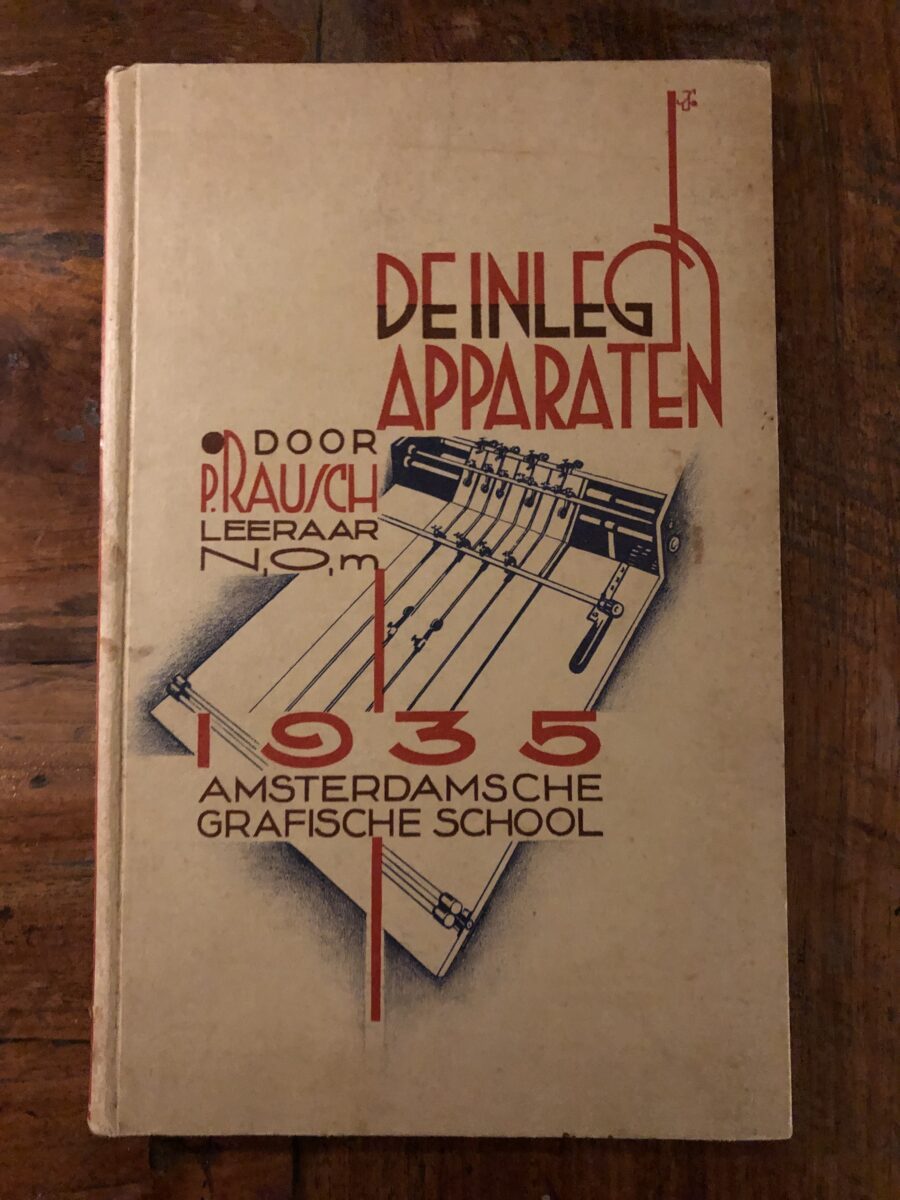 DE INLEG
APPARATEN
DOOR
P. RAUSCH
LEERAAR
N,O,m
1935
AMSTERDAMSCHE
GRAFISCHE SCHOOL